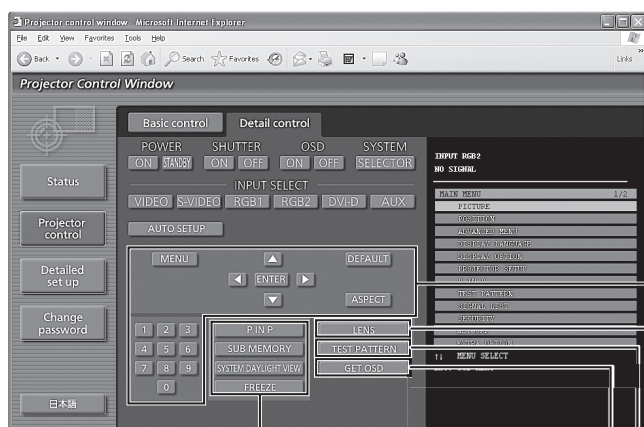 Projector control window - Microsoft Internet Explorer
File Edit View Favorites Tools Help
Back Search Favorites Links
Projector Control Window
Basic control Detail control
POWER SHUTTER OSD SYSTEM
ON STANDBY ON OFF ON OFF SELECTOR
INPUT SELECT
VIDEO S-VIDEO RGB1 RGB2 DVI-D AUX
AUTO SETUP
MENU DEFAULT
ENTER
ASPECT
1 2 3
4 5 6
7 8 9
0
P IN P
SUB MEMORY
SYSTEM DAYLIGHT VIEW
FREEZE
LENS
TEST PATTERN
GET OSD
Status
Projector control
Detailed set up
Change password
日本語
INPUT RGB2
NO SIGNAL
MAIN MENU 1/2
PICTURE
POSITION
ADVANCED MENU
DISPLAY LANGUAGE
DISPLAY OPTION
PROJECTOR SETUP
TEST PATTERN
SIGNAL LIST
SECURITY
MENU SELECT